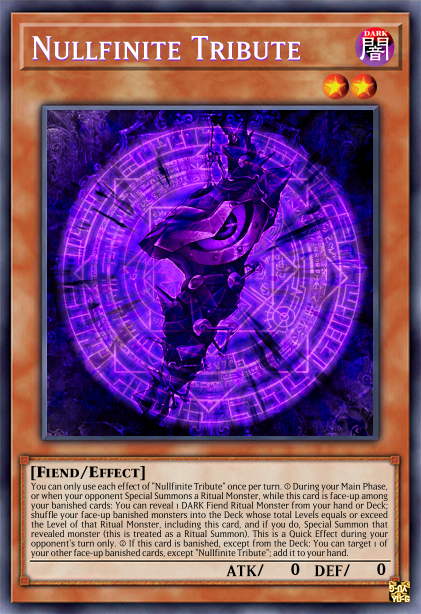 NULLFINITE TRIBUTE
DARK
闇
[FIEND/EFFECT]
You can only use each effect of "Nullfinite Tribute" once per turn. ① During your Main Phase,
or when your opponent Special Summons a Ritual Monster, while this card is face-up among
your banished cards: You can reveal 1 DARK Fiend Ritual Monster from your hand or Deck;
shuffle your face-up banished monsters into the Deck whose total Levels equals or exceed
the Level of that Ritual Monster, including this card, and if you do, Special Summon that
revealed monster (this is treated as a Ritual Summon). This is a Quick Effect during your
opponent's turn only. ② If this card is banished, except from the Deck: You can target 1 of
your other face-up banished cards, except "Nullfinite Tribute"; add it to your hand.
ATK/ 0 DEF/ 0